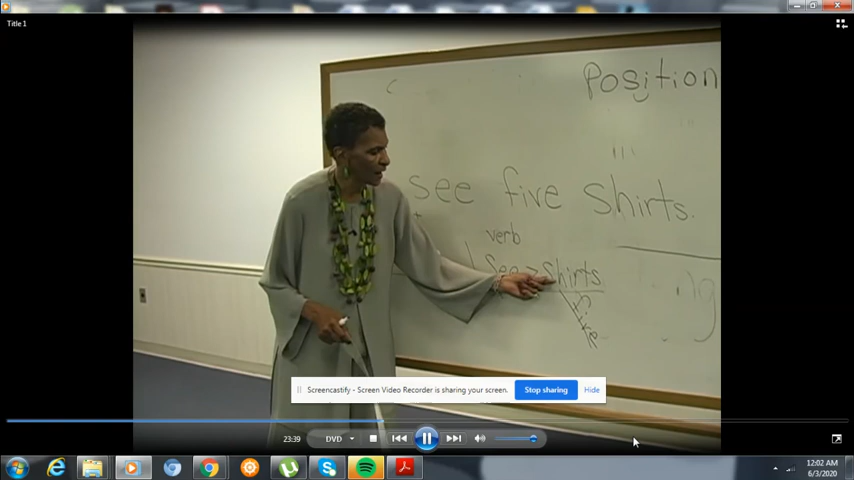 Title 1
Position
see five shirts.
verb
See shirts
five
ng
Screencastify - Screen Video Recorder is sharing your screen.
Stop sharing
Hide
23:39
DVD
12:02 AM
6/3/2020